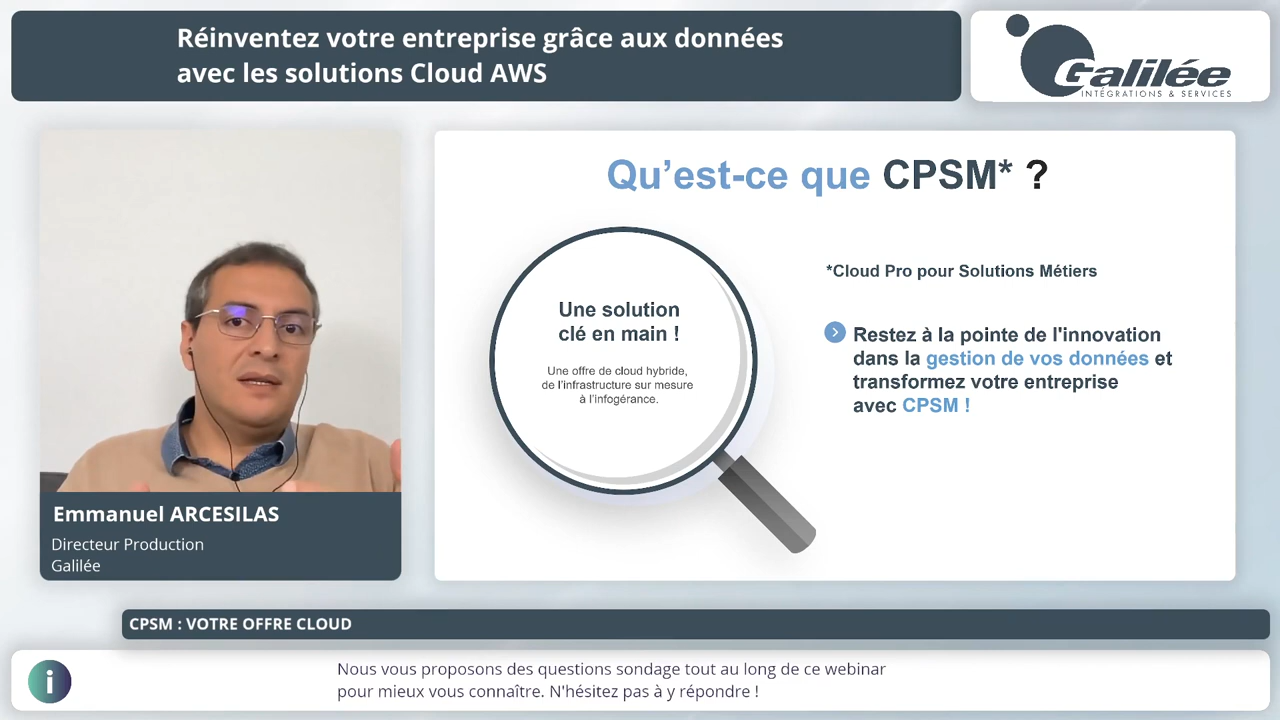 Réinventez votre entreprise grâce aux données
avec les solutions Cloud AWS
Galilée
INTÉGRATIONS & SERVICES
Qu’est-ce que CPSM* ?
Une solution
clé en main !
Une offre de cloud hybride,
de l’infrastructure sur mesure
à l’infogérance.
*Cloud Pro pour Solutions Métiers
Restez à la pointe de l'innovation
dans la gestion de vos données et
transformez votre entreprise
avec CPSM !
Emmanuel ARCESILAS
Directeur Production
Galilée
CPSM : VOTRE OFFRE CLOUD
i
Nous vous proposons des questions sondage tout au long de ce webinar
pour mieux vous connaître. N'hésitez pas à y répondre !